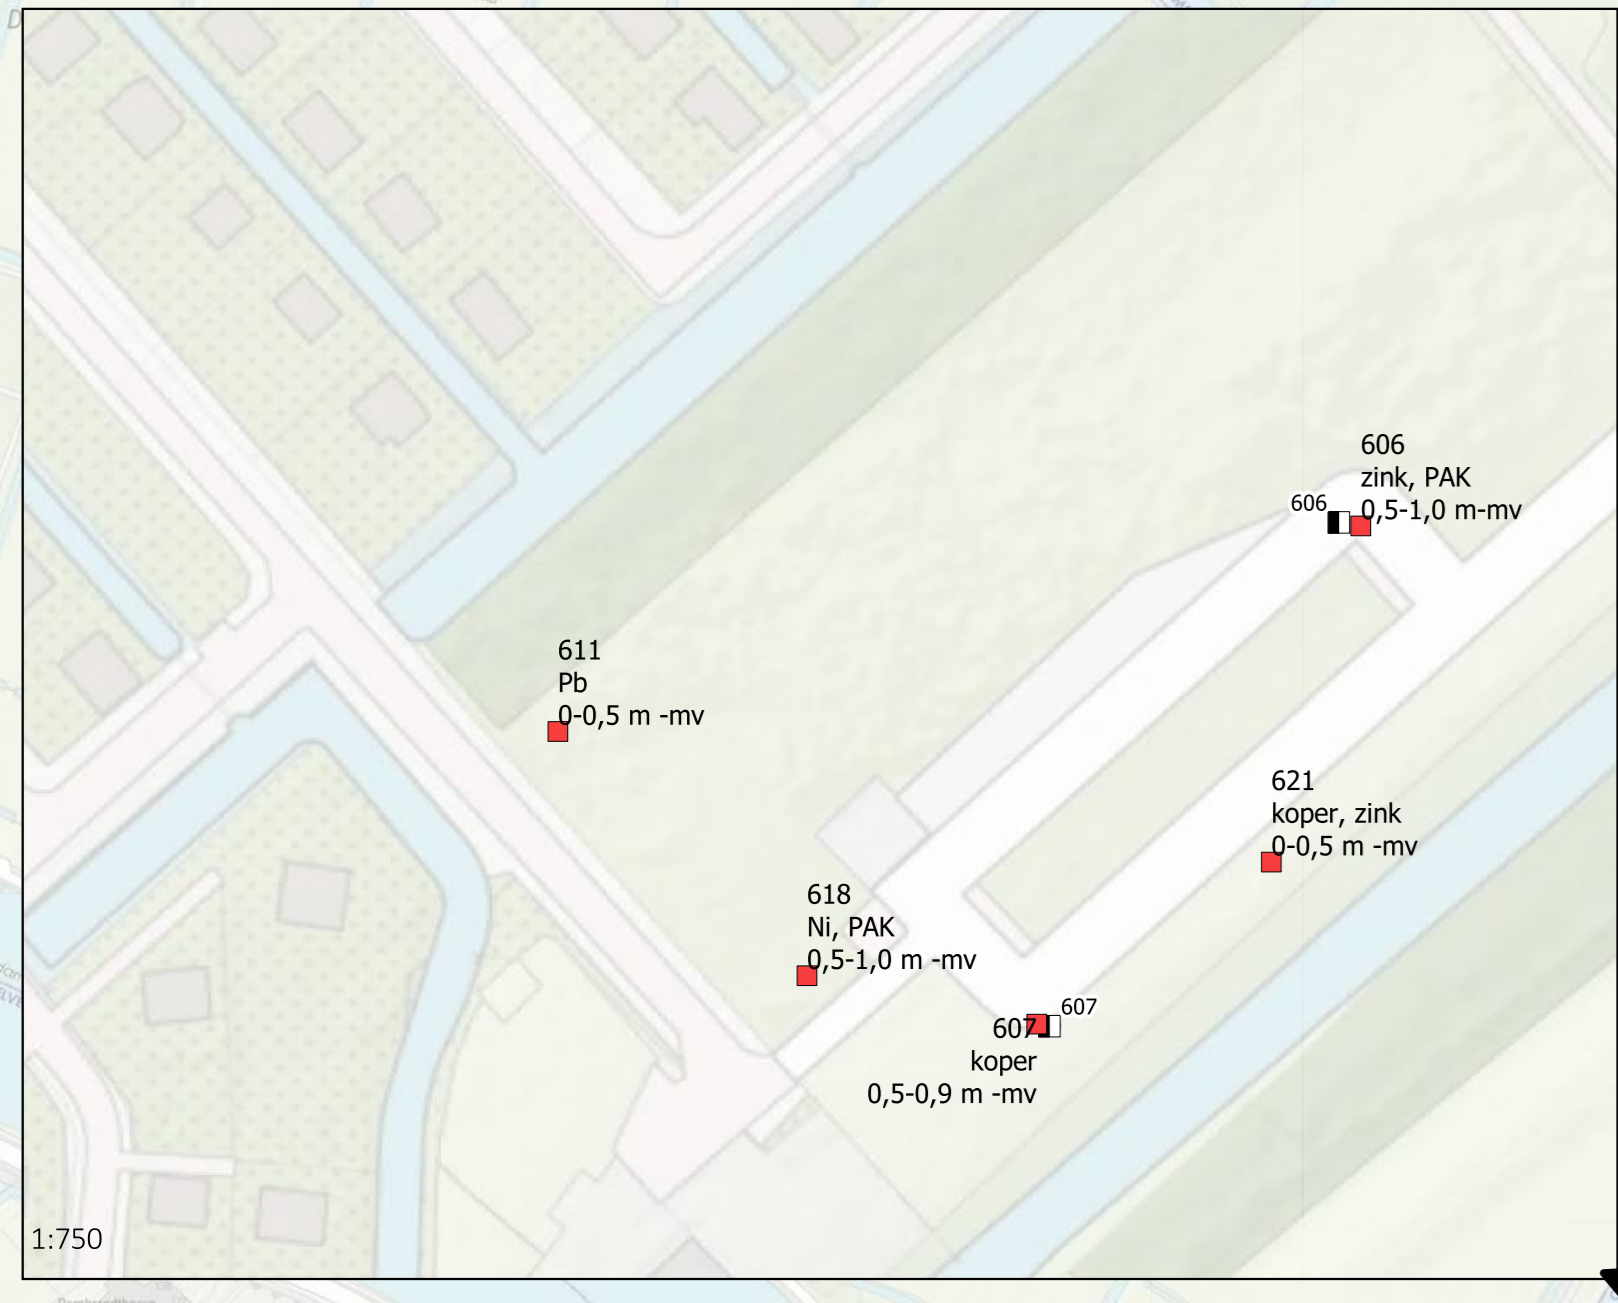 606
zink, PAK
606
0,5-1,0 m-mv
611
Pb
0-0,5 m -mv
621
koper, zink
0-0,5 m -mv
618
Ni, PAK
0,5-1,0 m -mv
607
607
koper
0,5-0,9 m -mv
1:750